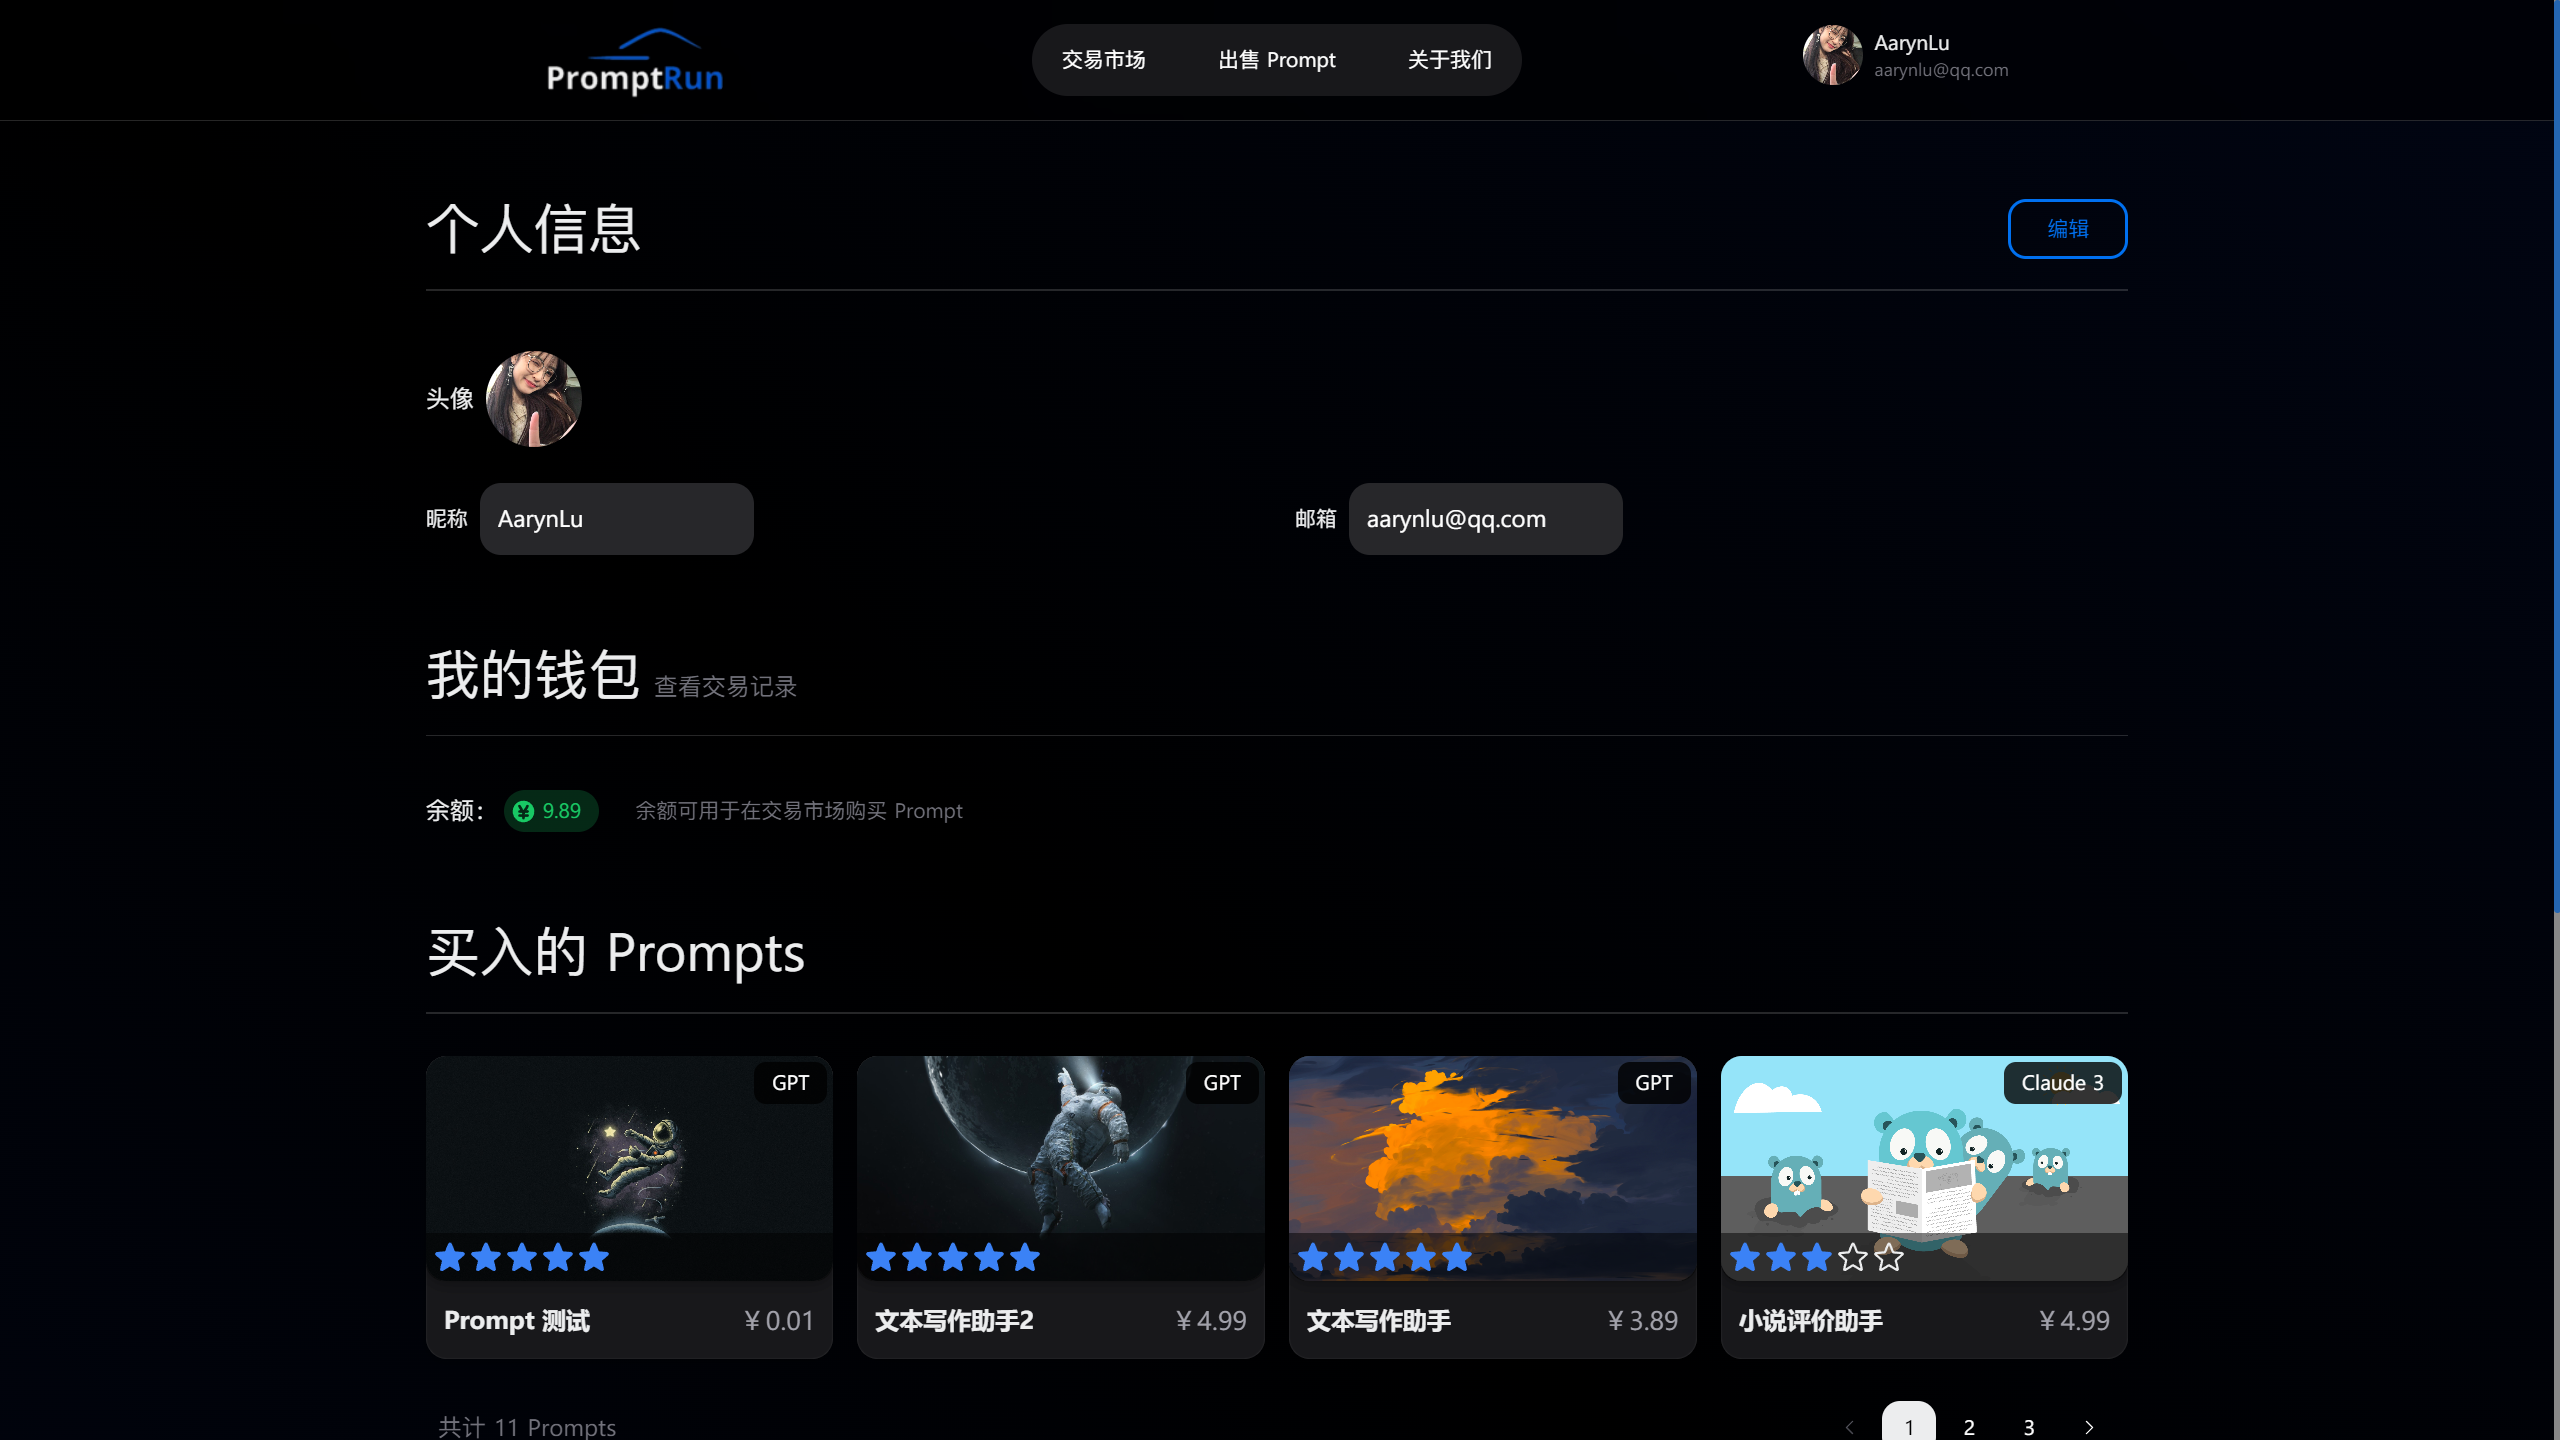 PromptRun
交易市场 出售 Prompt 关于我们
AarynLu
aarynlu@qq.com
个人信息
编辑
头像
昵称 AarynLu
邮箱 aarynlu@qq.com
我的钱包 查看交易记录
余额： 9.89 余额可用于在交易市场购买 Prompt
买入的 Prompts
GPT
Prompt 测试 ¥ 0.01
GPT
文本写作助手2 ¥ 4.99
GPT
文本写作助手 ¥ 3.89
Claude 3
小说评价助手 ¥ 4.99
共计 11 Prompts
1 2 3